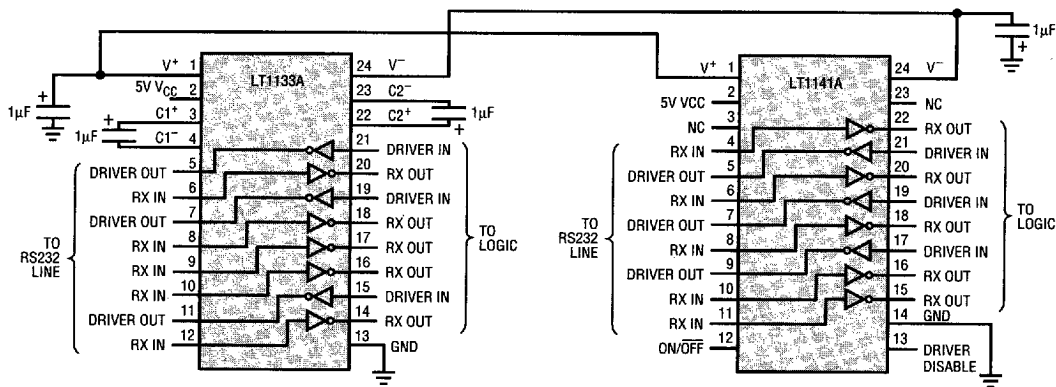 1µF
1µF
V+ 1
5V VCC 2
C1+ 3
C1− 4
1µF
LT1133A
24 V−
23 C2−
22 C2+
1µF
DRIVER OUT 5
RX IN 6
DRIVER OUT 7
RX IN 8
RX IN 9
RX IN 10
DRIVER OUT 11
RX IN 12
TO
RS232
LINE
21 DRIVER IN
20 RX OUT
19 DRIVER IN
18 RX OUT
17 RX OUT
16 RX OUT
15 DRIVER IN
14 RX OUT
13 GND
TO
LOGIC
V+ 1
5V VCC 2
NC 3
RX IN 4
DRIVER OUT 5
RX IN 6
DRIVER OUT 7
RX IN 8
DRIVER OUT 9
RX IN 10
RX IN 11
ON/OFF 12
TO
RS232
LINE
LT1141A
24 V−
23 NC
22 RX OUT
21 DRIVER IN
20 RX OUT
19 DRIVER IN
18 RX OUT
17 DRIVER IN
16 RX OUT
15 RX OUT
14 GND
13 DRIVER
DISABLE
TO
LOGIC